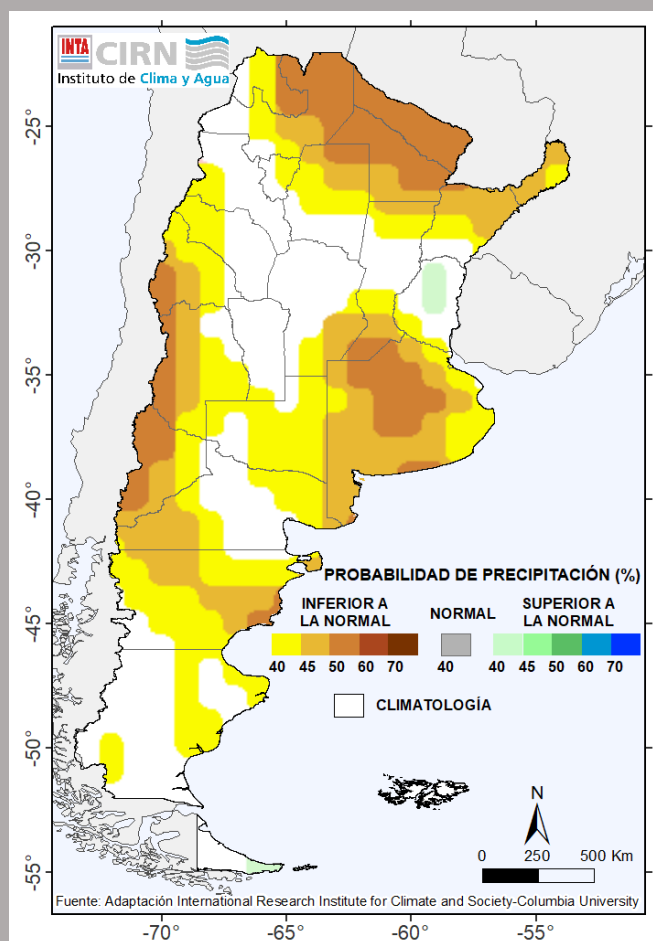 INTA CIRN
Instituto de Clima y Agua
-25°
-30°
-35°
-40°
-45°
-50°
-55°
PROBABILIDAD DE PRECIPITACIÓN (%)
INFERIOR A
LA NORMAL
NORMAL
SUPERIOR A
LA NORMAL
40 45 50 60 70
40
40 45 50 60 70
CLIMATOLOGÍA
N
0 250 500 Km
Fuente: Adaptación International Research Institute for Climate and Society-Columbia University
-70° -65° -60° -55°